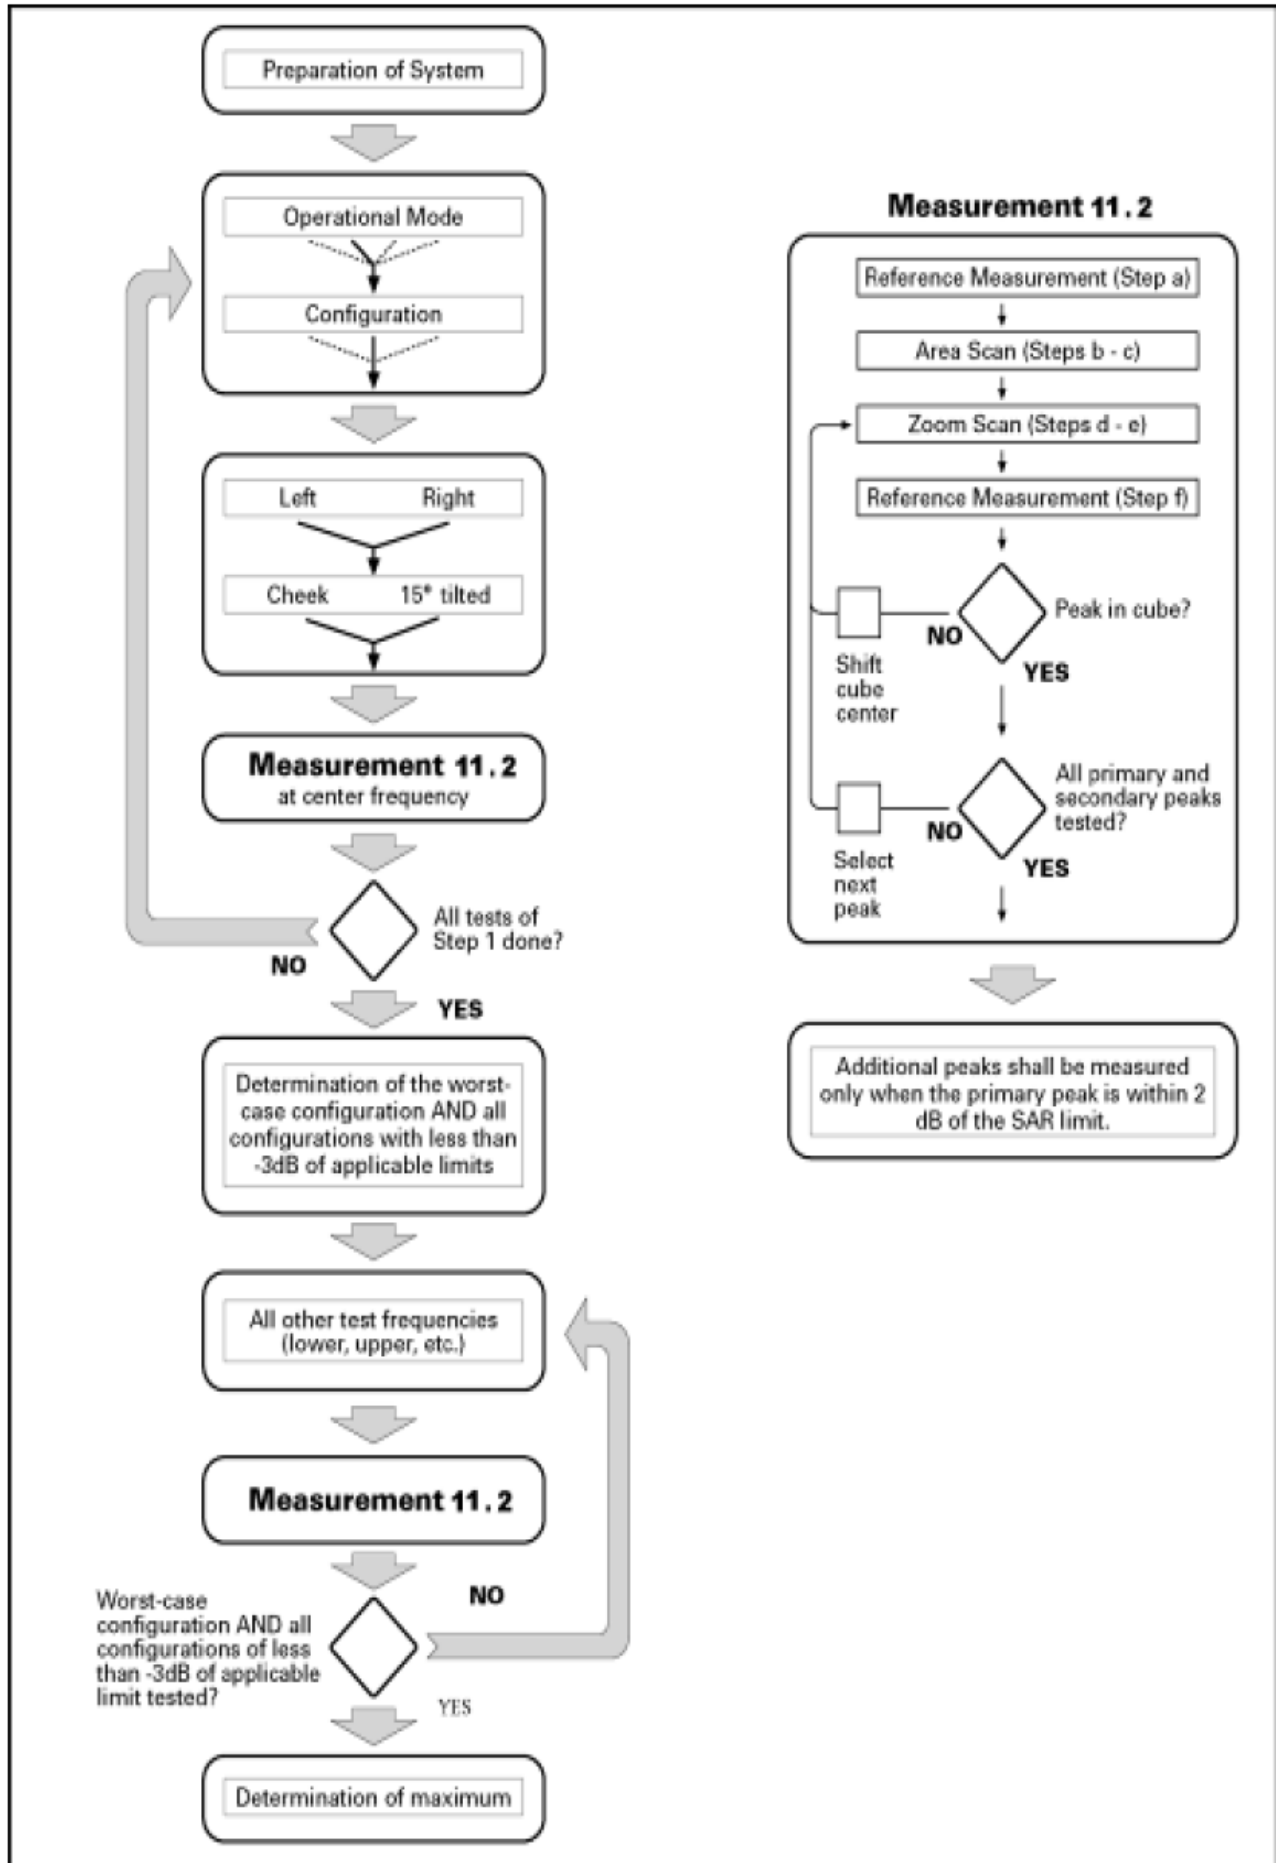 Preparation of System
Operational Mode
Configuration
Left Right
Cheek 15° tilted
Measurement 11.2
at center frequency
All tests of
Step 1 done?
NO
YES
Determination of the worst-
case configuration AND all
configurations with less than
-3dB of applicable limits
All other test frequencies
(lower, upper, etc.)
Measurement 11.2
NO
Worst-case
configuration AND all
configurations of less
than -3dB of applicable
limit tested?
YES
Determination of maximum
Measurement 11.2
Reference Measurement (Step a)
Area Scan (Steps b - c)
Zoom Scan (Steps d - e)
Reference Measurement (Step f)
Peak in cube?
NO
YES
Shift
cube
center
All primary and
secondary peaks
tested?
NO
YES
Select
next
peak
Additional peaks shall be measured
only when the primary peak is within 2
dB of the SAR limit.